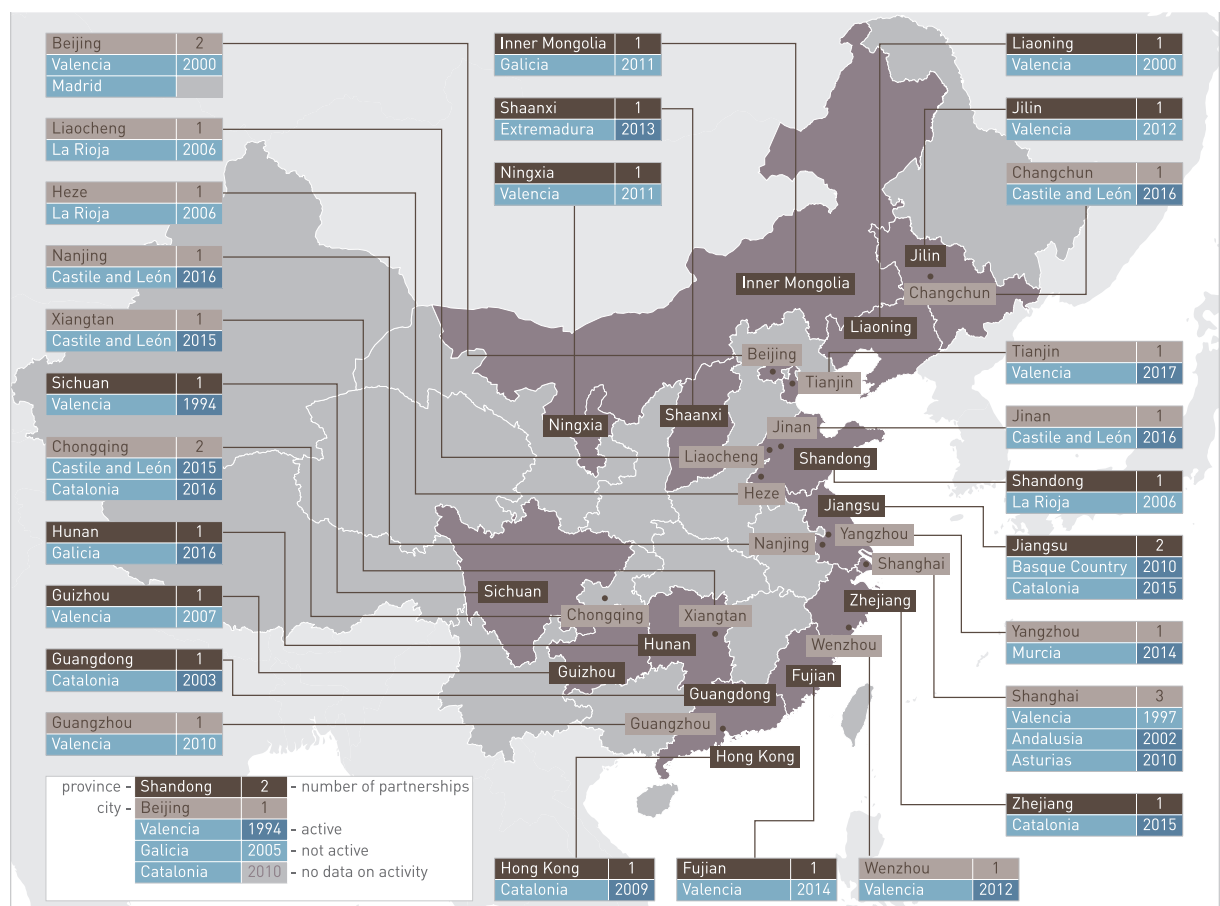 Beijing 2
Valencia 2000
Madrid
Liaocheng 1
La Rioja 2006
Heze 1
La Rioja 2006
Nanjing 1
Castile and León 2016
Xiangtan 1
Castile and León 2015
Sichuan 1
Valencia 1994
Chongqing 2
Castile and León 2015
Catalonia 2016
Hunan 1
Galicia 2016
Guizhou 1
Valencia 2007
Guangdong 1
Catalonia 2003
Guangzhou 1
Valencia 2010
Inner Mongolia 1
Galicia 2011
Shaanxi 1
Extremadura 2013
Ningxia 1
Valencia 2011
Liaoning 1
Valencia 2000
Jilin 1
Valencia 2012
Changchun 1
Castile and León 2016
Tianjin 1
Valencia 2017
Jinan 1
Castile and León 2016
Shandong 1
La Rioja 2006
Jiangsu 2
Basque Country 2010
Catalonia 2015
Yangzhou 1
Murcia 2014
Shanghai 3
Valencia 1997
Andalusia 2002
Asturias 2010
Zhejiang 1
Catalonia 2015
Jilin
Inner Mongolia
Changchun
Liaoning
Beijing
Tianjin
Shaanxi
Ningxia
Jinan
Liaocheng
Shandong
Heze
Jiangsu
Yangzhou
Nanjing
Shanghai
Sichuan
Zhejiang
Chongqing
Xiangtan
Hunan
Wenzhou
Guizhou
Fujian
Guangdong
Guangzhou
Hong Kong
province - Shandong 2 - number of partnerships
city - Beijing 1
Valencia 1994 - active
Galicia 2005 - not active
Catalonia 2010 - no data on activity
Hong Kong 1
Catalonia 2009
Fujian 1
Valencia 2014
Wenzhou 1
Valencia 2012